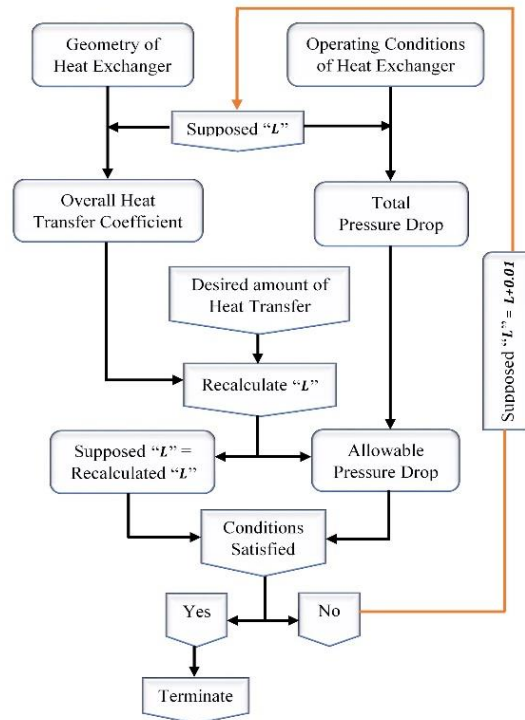 Geometry of
Heat Exchanger
Operating Conditions
of Heat Exchanger
Supposed “L”
Overall Heat
Transfer Coefficient
Total
Pressure Drop
Desired amount of
Heat Transfer
Supposed “L” = L+0.01
Recalculate “L”
Supposed “L” =
Recalculated “L”
Allowable
Pressure Drop
Conditions
Satisfied
Yes
No
Terminate